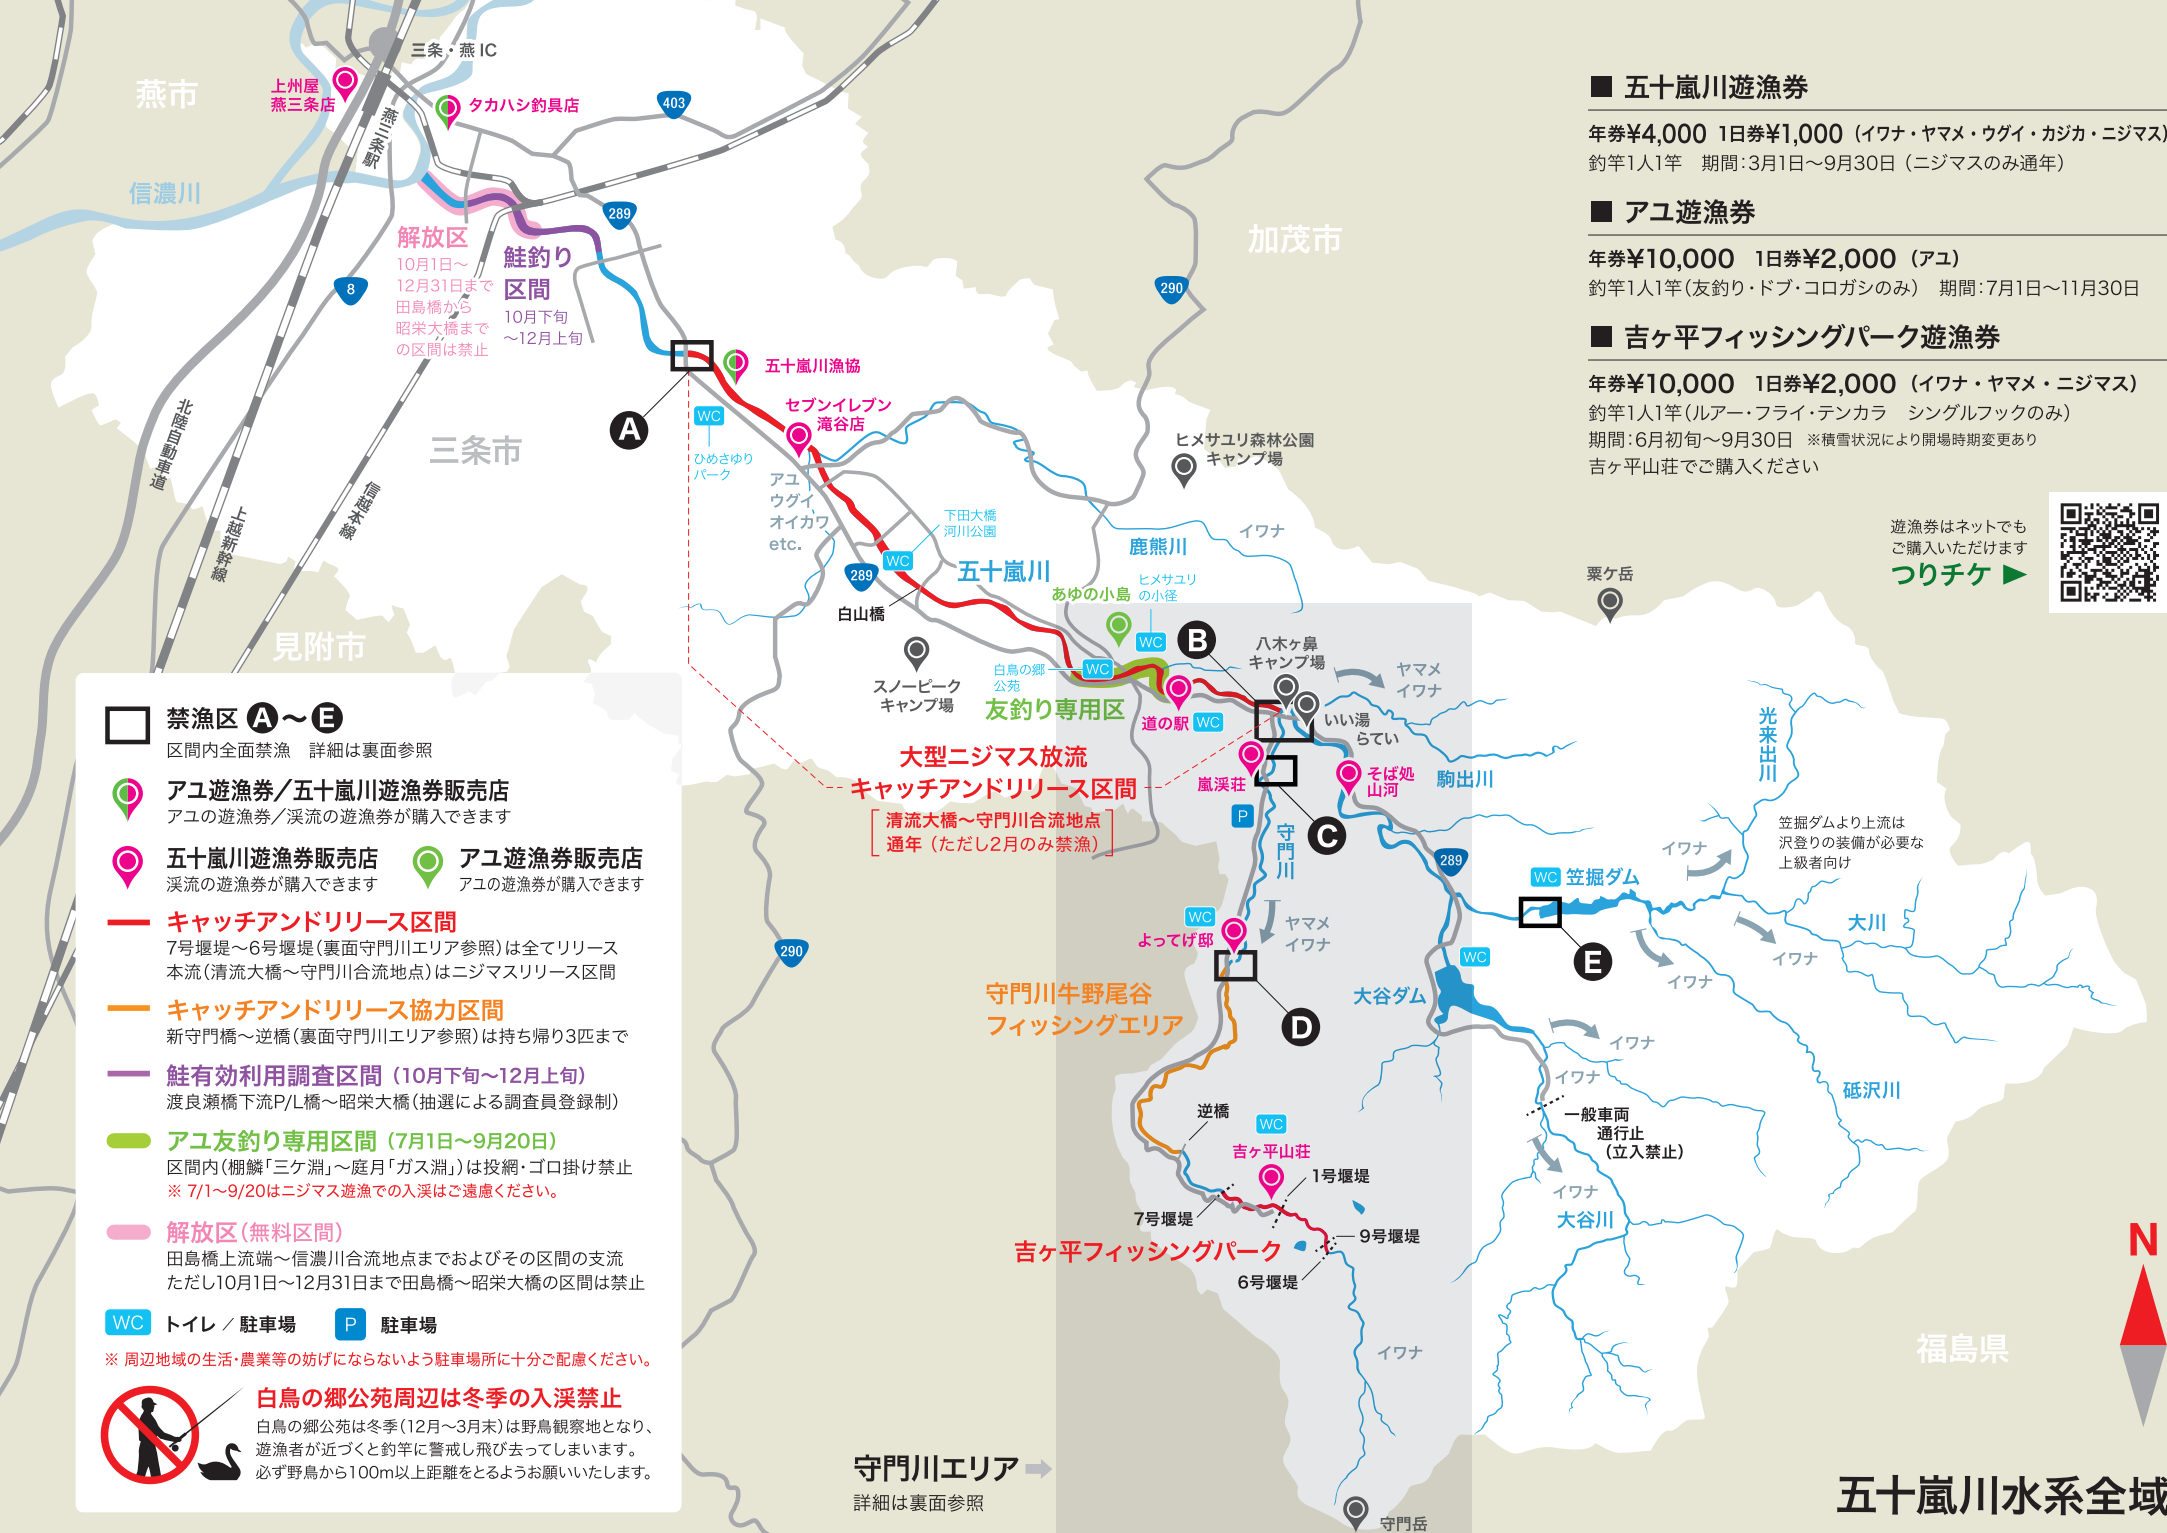 三条・燕IC
上州屋
燕三条店
タカハシ釣具店
燕市
燕三条駅
信濃川
403
289
8
解放区
10月1日～
12月31日まで
田島橋から
昭栄大橋まで
の区間は禁止
鮭釣り
区間
10月下旬
～12月上旬
加茂市
290
三条市
北陸自動車道
上越新幹線
信越本線
見附市
A
五十嵐川漁協
WC
ひめさゆり
パーク
セブンイレブン
滝谷店
アユ
ウグイ
オイカワ
etc.
289
WC
下田大橋
河川公園
五十嵐川
白山橋
ヒメサユリ森林公園
キャンプ場
鹿熊川
イワナ
あゆの小島
ヒメサユリ
の小径
WC
スノーピーク
キャンプ場
白鳥の郷
公苑
WC
友釣り専用区
道の駅
WC
B
八木ヶ鼻
キャンプ場
ヤマメ
イワナ
いい湯
らてい
大型ニジマス放流
キャッチアンドリリース区間
清流大橋～守門川合流地点
通年（ただし2月のみ禁漁）
嵐渓荘
P
守門川
C
そば処
山河
駒出川
289
光来出川
笠堀ダムより上流は
沢登りの装備が必要な
上級者向け
イワナ
WC
笠堀ダム
大川
E
イワナ
イワナ
粟ケ岳
WC
よってげ邸
ヤマメ
イワナ
D
守門川牛野尾谷
フィッシングエリア
WC
大谷ダム
イワナ
イワナ
砥沢川
一般車両
通行止
(立入禁止)
イワナ
大谷川
逆橋
WC
吉ヶ平山荘
1号堰堤
7号堰堤
9号堰堤
6号堰堤
吉ヶ平フィッシングパーク
イワナ
290
守門川エリア
詳細は裏面参照
守門岳
福島県
N
五十嵐川水系全域
■ 五十嵐川遊漁券
年券¥4,000 1日券¥1,000（イワナ・ヤマメ・ウグイ・カジカ・ニジマス）
釣竿1人1竿　期間：3月1日～9月30日（ニジマスのみ通年）
■ アユ遊漁券
年券¥10,000　1日券¥2,000（アユ）
釣竿1人1竿（友釣り・ドブ・コロガシのみ）　期間：7月1日～11月30日
■ 吉ヶ平フィッシングパーク遊漁券
年券¥10,000　1日券¥2,000（イワナ・ヤマメ・ニジマス）
釣竿1人1竿（ルアー・フライ・テンカラ　シングルフックのみ）
期間：6月初旬～9月30日　※積雪状況により開場時期変更あり
吉ヶ平山荘でご購入ください
遊漁券はネットでも
ご購入いただけます
つりチケ ▶
禁漁区 A～E
区間内全面禁漁　詳細は裏面参照
アユ遊漁券／五十嵐川遊漁券販売店
アユの遊漁券／渓流の遊漁券が購入できます
五十嵐川遊漁券販売店
渓流の遊漁券が購入できます
アユ遊漁券販売店
アユの遊漁券が購入できます
キャッチアンドリリース区間
7号堰堤～6号堰堤（裏面守門川エリア参照）は全てリリース
本流（清流大橋～守門川合流地点）はニジマスリリース区間
キャッチアンドリリース協力区間
新守門橋～逆橋（裏面守門川エリア参照）は持ち帰り3匹まで
鮭有効利用調査区間（10月下旬～12月上旬）
渡良瀬橋下流P/L橋～昭栄大橋（抽選による調査員登録制）
アユ友釣り専用区間（7月1日～9月20日）
区間内（棚鱗「三ケ淵」～庭月「ガス淵」）は投網・ゴロ掛け禁止
※ 7/1～9/20はニジマス遊漁での入渓はご遠慮ください。
解放区（無料区間）
田島橋上流端～信濃川合流地点までおよびその区間の支流
ただし10月1日～12月31日まで田島橋～昭栄大橋の区間は禁止
WC トイレ／駐車場 P 駐車場
※ 周辺地域の生活・農業等の妨げにならないよう駐車場所に十分ご配慮ください。
白鳥の郷公苑周辺は冬季の入渓禁止
白鳥の郷公苑は冬季（12月～3月末）は野鳥観察地となり、
遊漁者が近づくと釣竿に警戒し飛び去ってしまいます。
必ず野鳥から100m以上距離をとるようお願いいたします。